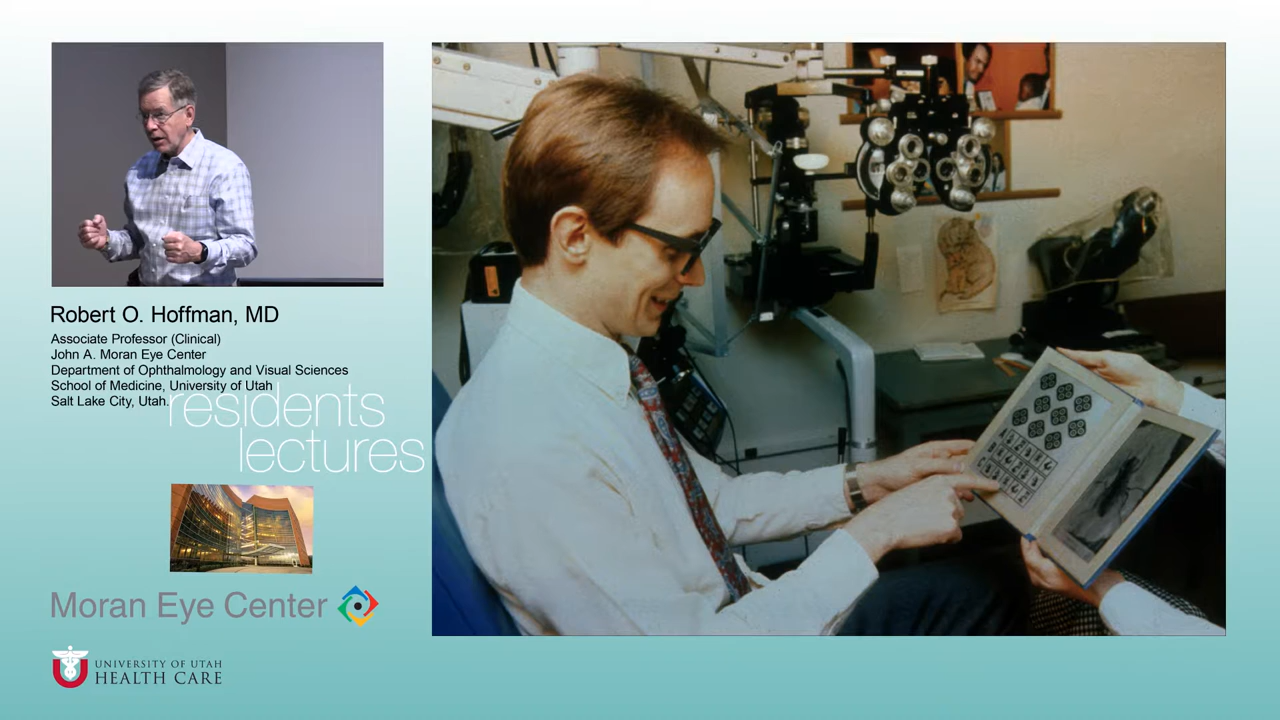 Robert O. Hoffman, MD
Associate Professor (Clinical)
John A. Moran Eye Center
Department of Ophthalmology and Visual Sciences
School of Medicine, University of Utah
Salt Lake City, Utah.
residents
lectures
Moran Eye Center
UNIVERSITY OF UTAH
HEALTH CARE